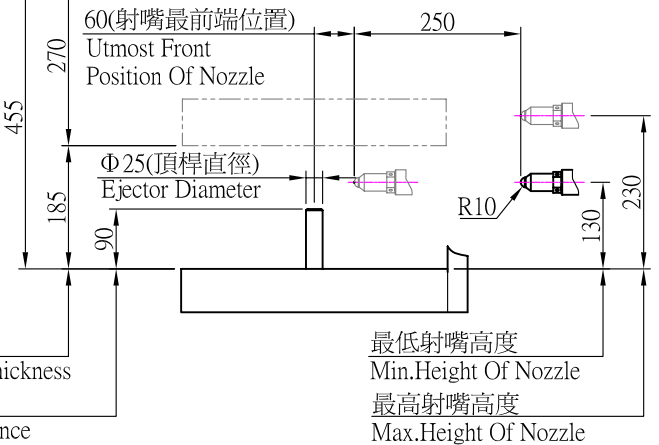 60(射嘴最前端位置)
Utmost Front
Position Of Nozzle
250
270
455
Φ25(頂桿直徑)
Ejector Diameter
185
90
R10
130
230
最低射嘴高度
Min.Height Of Nozzle
最高射嘴高度
Max.Height Of Nozzle